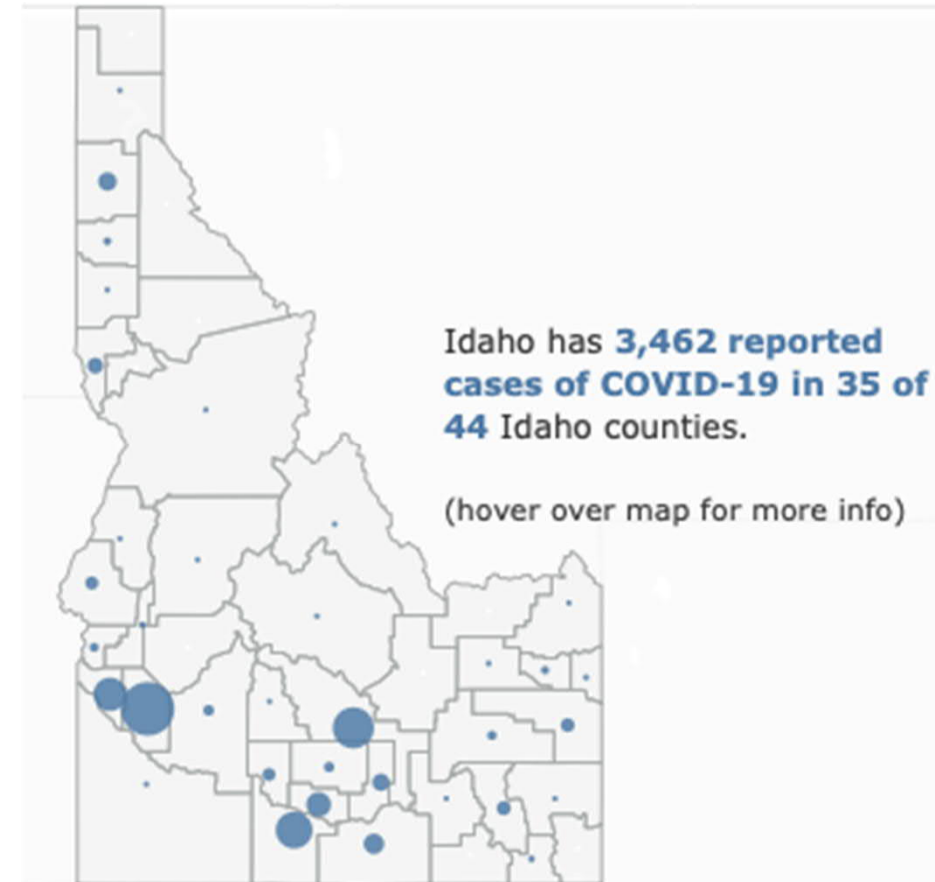 Idaho has 3,462 reported
cases of COVID-19 in 35 of
44 Idaho counties.
(hover over map for more info)